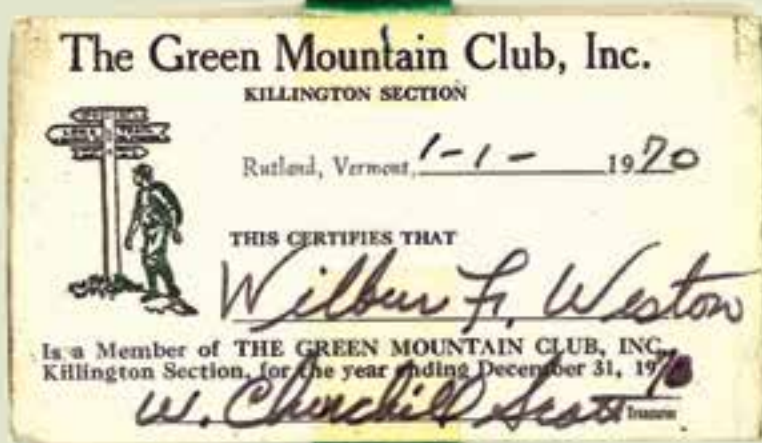 The Green Mountain Club, Inc.
KILLINGTON SECTION
Rutland, Vermont, 1-1- 1970
THIS CERTIFIES THAT
Wilbur F. Weston
Is a Member of THE GREEN MOUNTAIN CLUB, INC.,
Killington Section, for the year ending December 31, 1970
W. Churchill Scott Treasurer